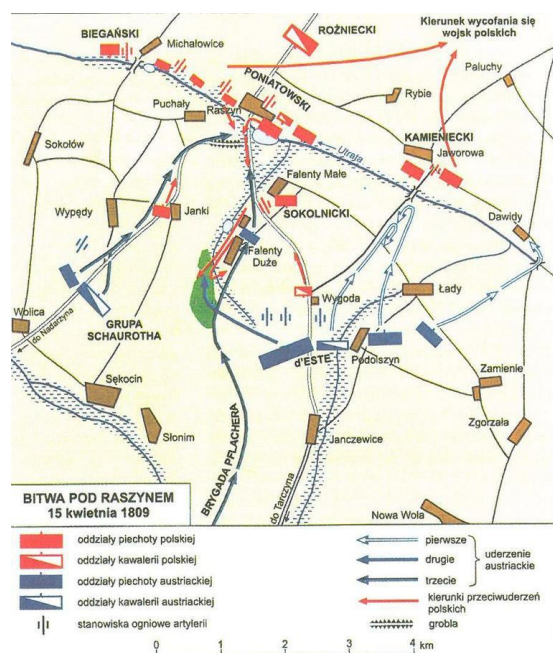 BIEGAŃSKI
Michałowice
ROŻNIECKI
Kierunek wycofania się
wojsk polskich
PONIATOWSKI
Puchały
Raszyn
Rybie
Paluchy
Sokołów
KAMIENIECKI
Jaworowa
Utrata
Falenty Małe
SOKOLNICKI
Wypędy
Janki
Dawidy
Falenty
Duże
Wygoda
Łady
Wolica
do Nadarzyna
GRUPA
SCHAUROTHA
d'ESTE
Podolszyn
Zamienie
Sękocin
Słonim
BRYGADA PFLACHERA
Janczewice
Zgorzała
do Tarczyna
Nowa Wola
BITWA POD RASZYNEM
15 kwietnia 1809
oddziały piechoty polskiej
oddziały kawalerii polskiej
oddziały piechoty austriackiej
oddziały kawalerii austriackiej
stanowiska ogniowe artylerii
pierwsze
drugie
trzecie
uderzenie
austriackie
kierunki przeciwuderzeń
polskich
grobla
0 1 2 3 4 km